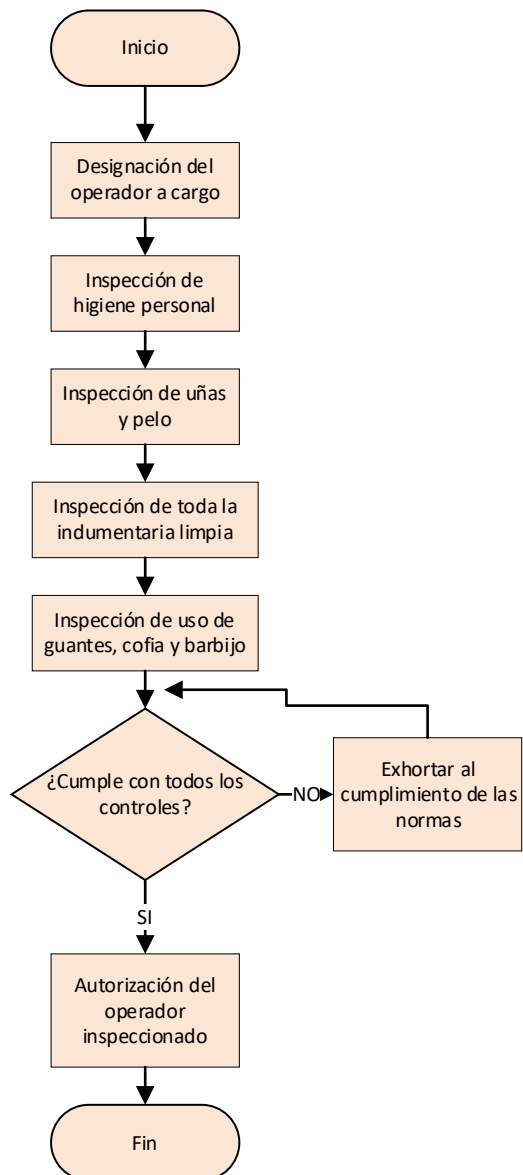 Inicio
Designación del
operador a cargo
Inspección de
higiene personal
Inspección de uñas
y pelo
Inspección de toda la
indumentaria limpia
Inspección de uso de
guantes, cofia y barbijo
¿Cumple con todos los
controles?
NO
Exhortar al
cumplimiento de las
normas
SI
Autorización del
operador
inspeccionado
Fin